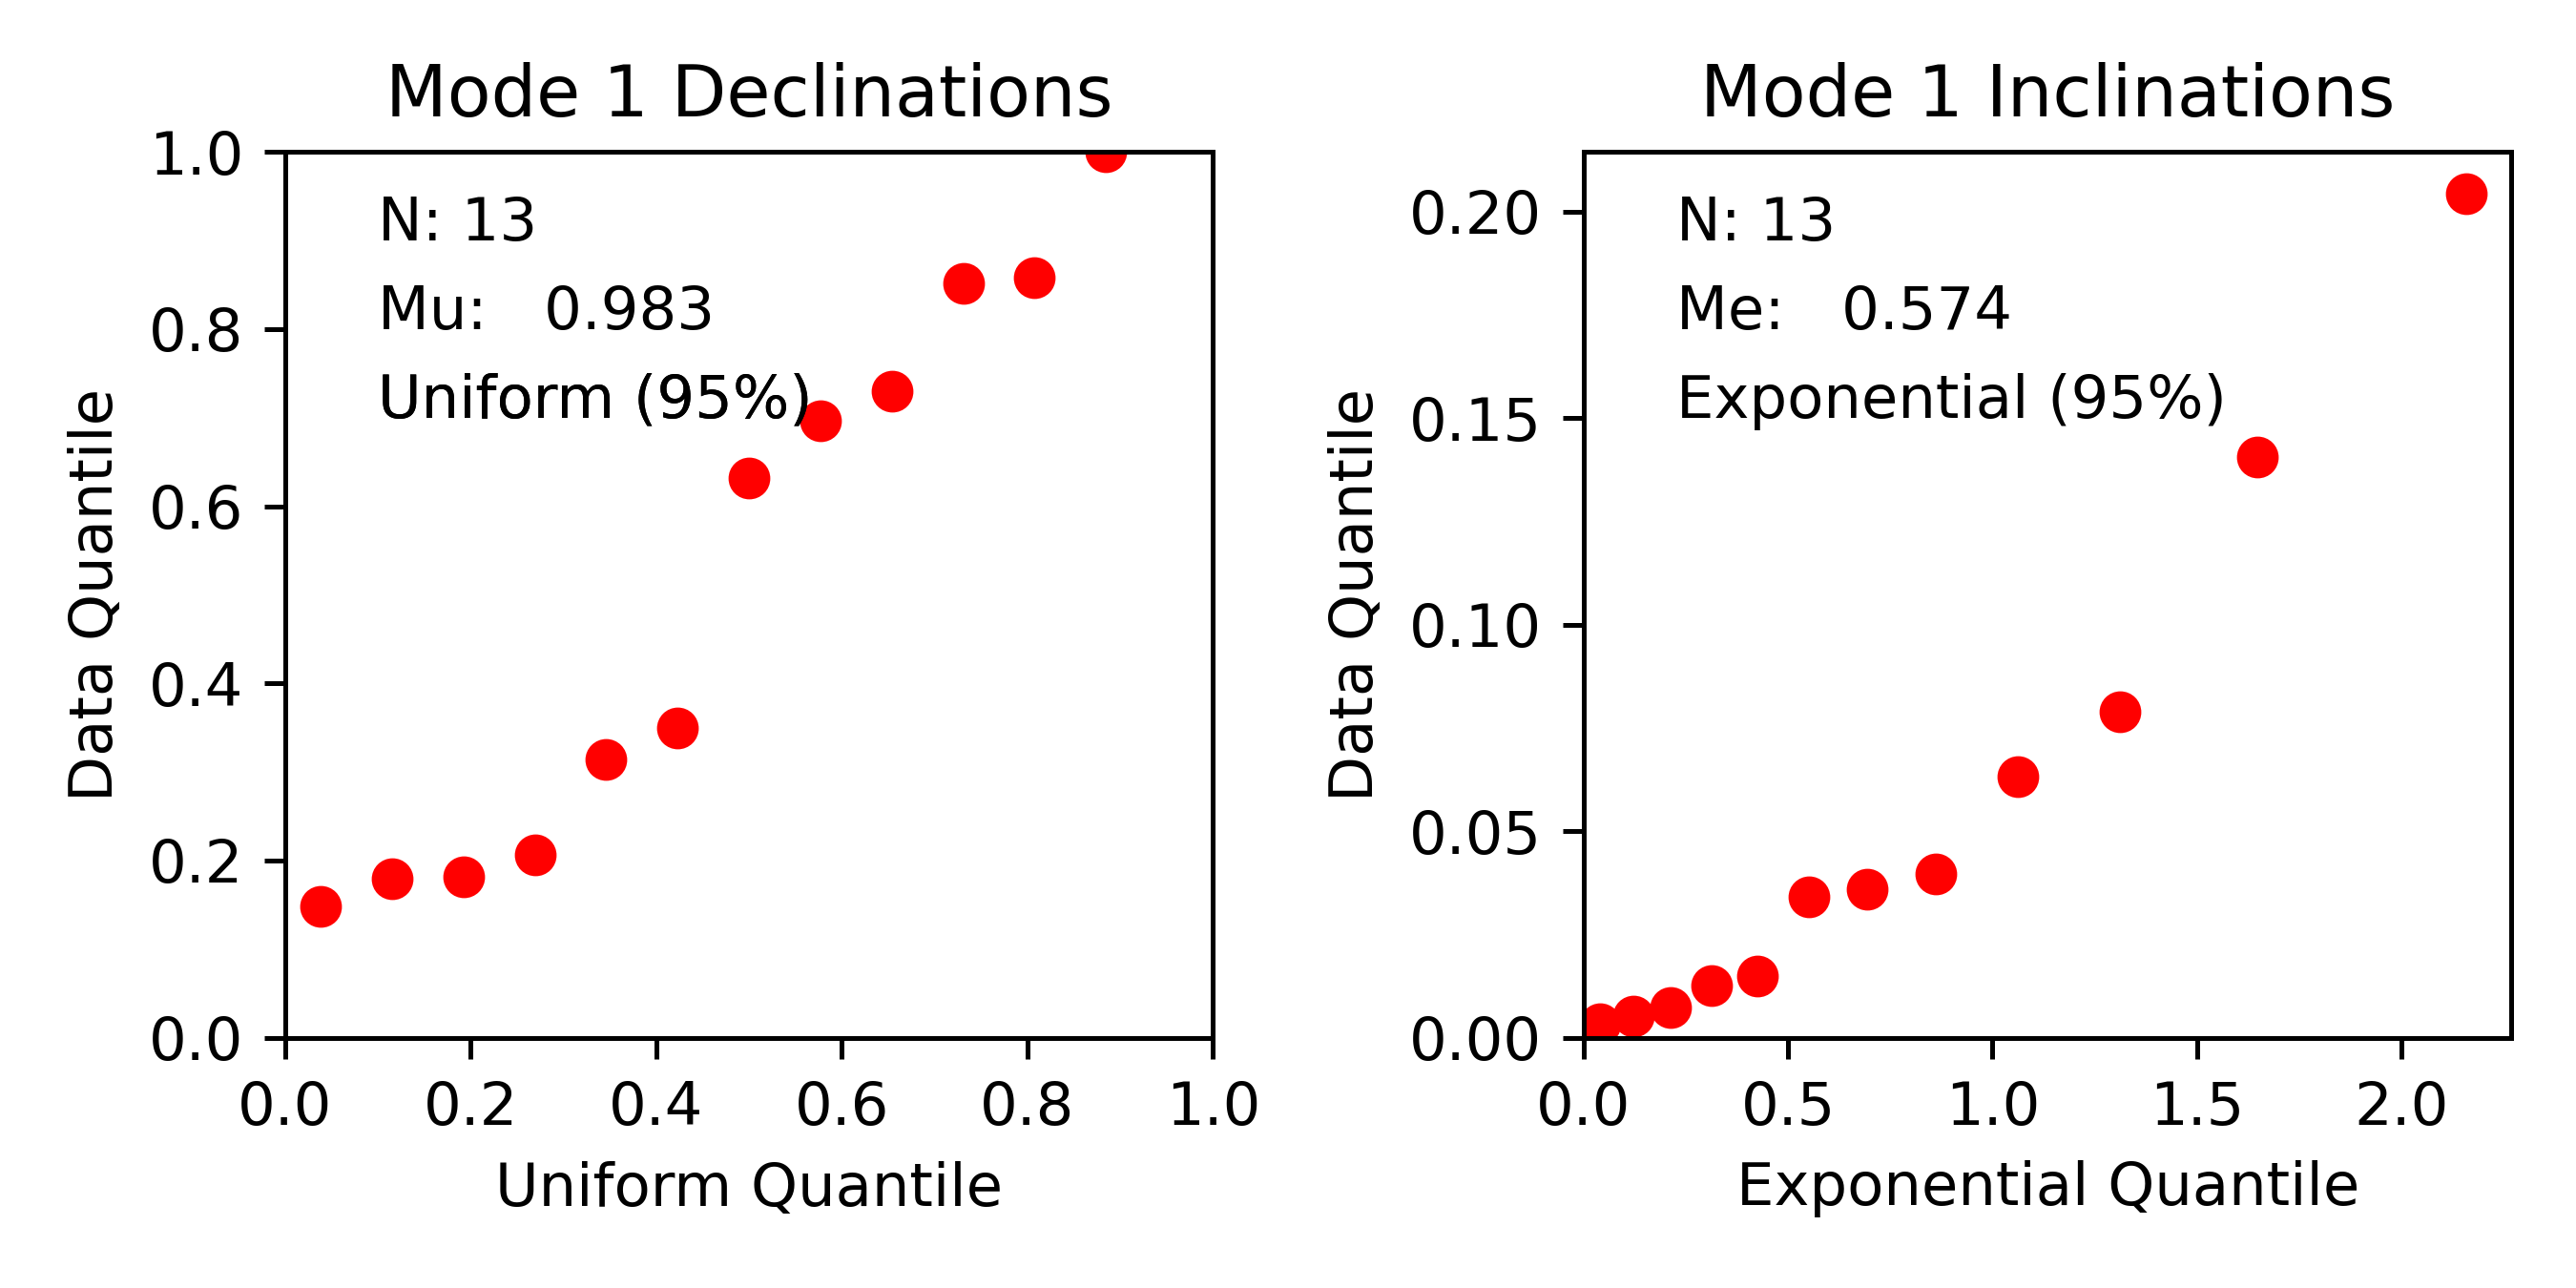 Mode 1 Declinations
1.0
0.8
0.6
0.4
0.2
0.0
Data Quantile
N: 13
Mu:   0.983
Uniform (95%)
0.0 0.2 0.4 0.6 0.8 1.0
Uniform Quantile
Mode 1 Inclinations
0.20
0.15
0.10
0.05
0.00
Data Quantile
N: 13
Me:   0.574
Exponential (95%)
0.0 0.5 1.0 1.5 2.0
Exponential Quantile